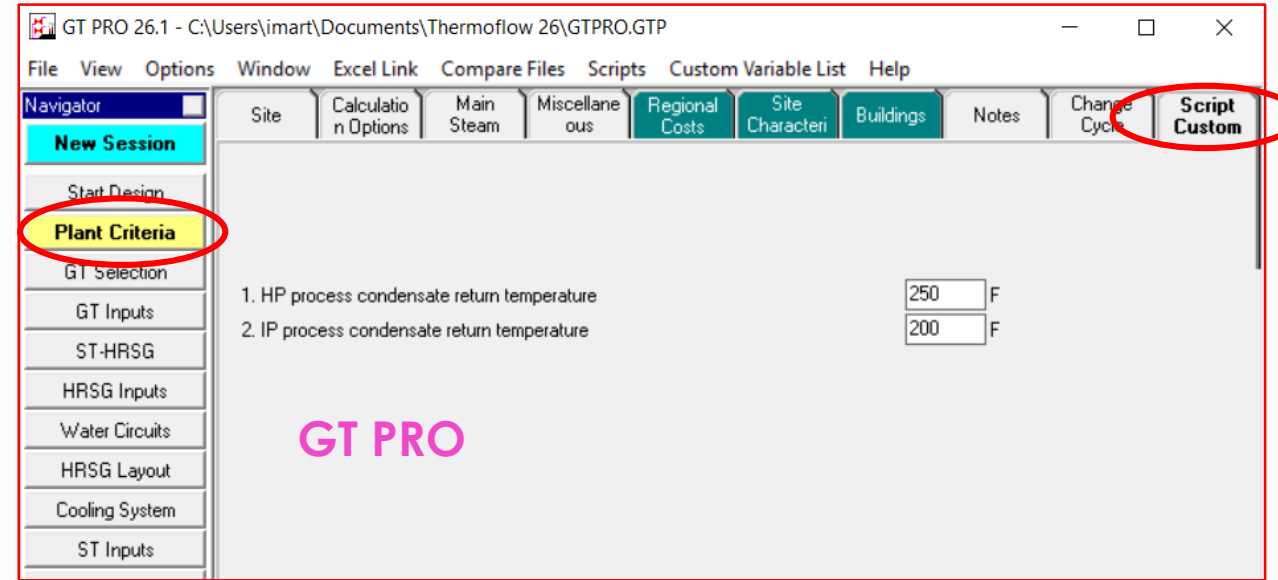 GT PRO 26.1 - C:\Users\imart\Documents\Thermoflow 26\GTPRO.GTP
File View Options Window Excel Link Compare Files Scripts Custom Variable List Help
Navigator
New Session
Start Design
Plant Criteria
GT Selection
GT Inputs
ST-HRSG
HRSG Inputs
Water Circuits
HRSG Layout
Cooling System
ST Inputs
Site
Calculatio
n Options
Main
Steam
Miscellane
ous
Regional
Costs
Site
Characteri
Buildings
Notes
Change
Cycle
Script
Custom
1. HP process condensate return temperature 250 F
2. IP process condensate return temperature 200 F
GT PRO